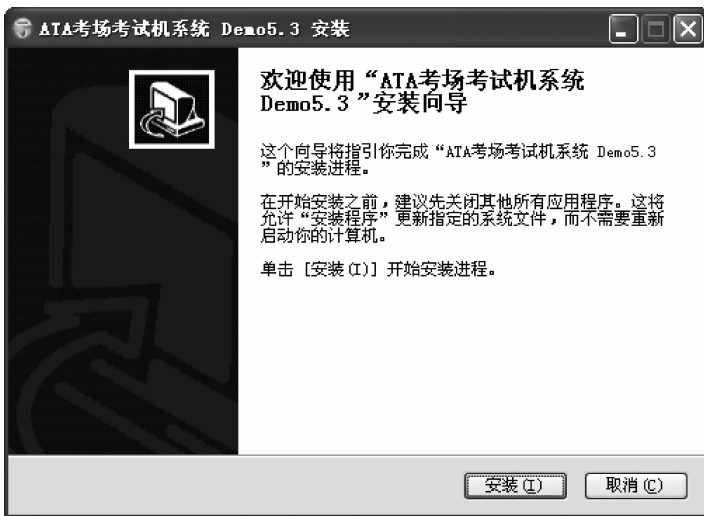 ATA考场考试机系统 Demo5.3 安装
欢迎使用“ATA考场考试机系统
Demo5.3”安装向导
这个向导将指引你完成“ATA考场考试机系统 Demo5.3
”的安装进程。
在开始安装之前，建议先关闭其他所有应用程序。这将
允许“安装程序”更新指定的系统文件，而不需要重新
启动你的计算机。
单击 [安装(I)] 开始安装进程。
安装(I)
取消(C)